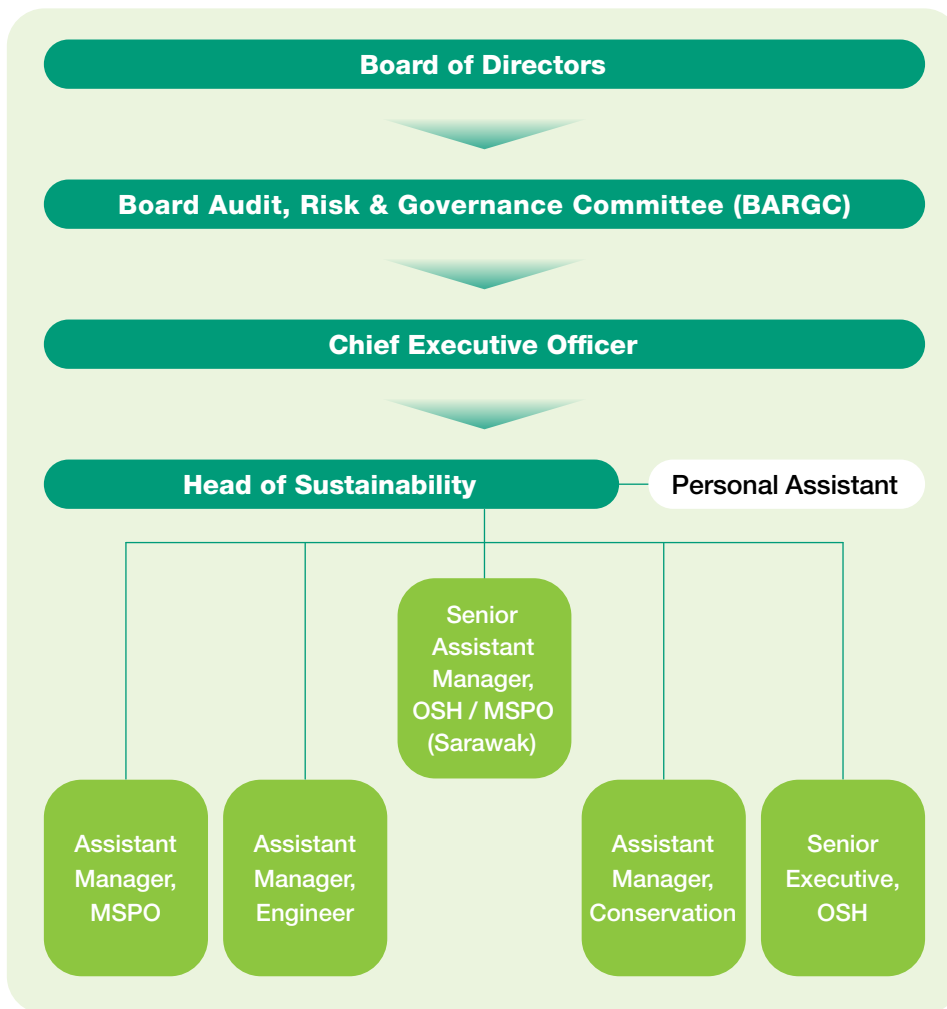 Board of Directors
Board Audit, Risk & Governance Committee (BARGC)
Chief Executive Officer
Head of Sustainability
Personal Assistant
Senior
Assistant
Manager,
OSH / MSPO
(Sarawak)
Assistant
Manager,
MSPO
Assistant
Manager,
Engineer
Assistant
Manager,
Conservation
Senior
Executive,
OSH